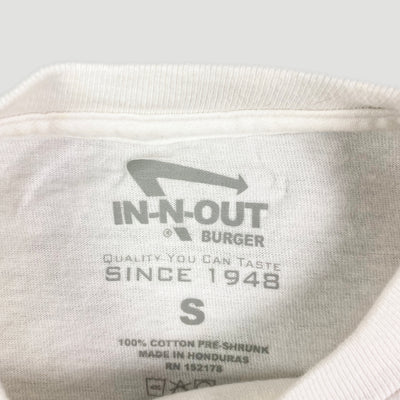 IN-N-OUT
® BURGER
QUALITY YOU CAN TASTE
SINCE 1948
S
100% COTTON PRE-SHRUNK
MADE IN HONDURAS
RN 152178